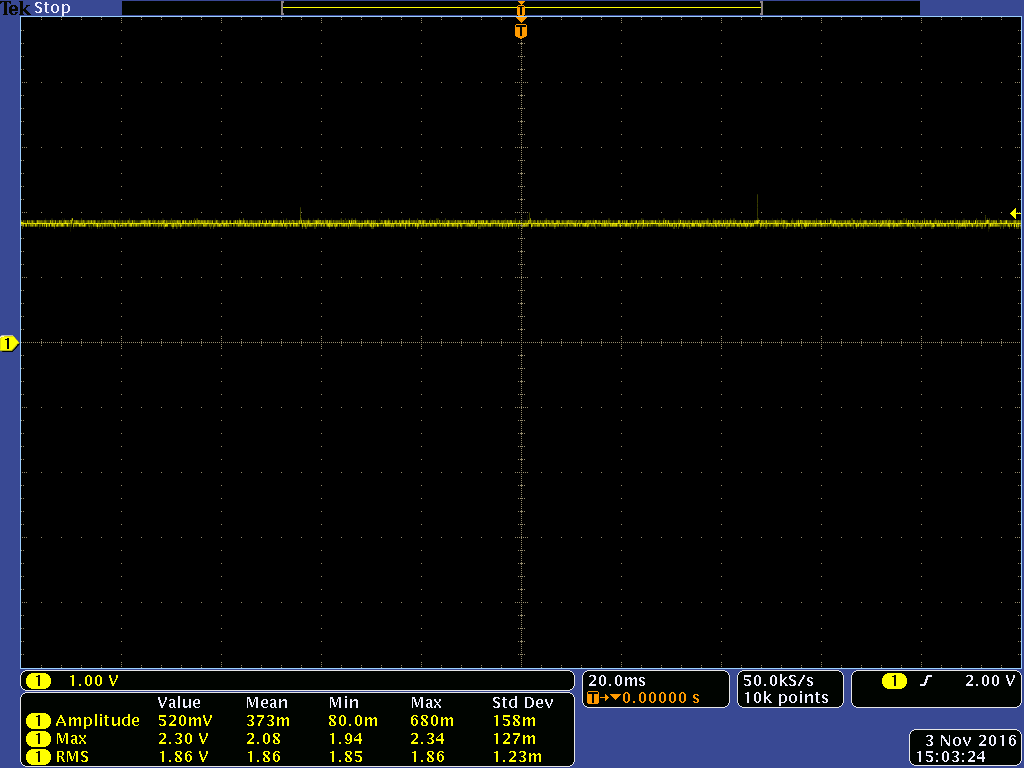 Tek Stop
T
T
1
1 1.00 V
20.0ms
T→▼0.00000 s
50.0kS/s
10k points
1 2.00 V
Value Mean Min Max Std Dev
1 Amplitude 520mV 373m 80.0m 680m 158m
1 Max 2.30 V 2.08 1.94 2.34 127m
1 RMS 1.86 V 1.86 1.85 1.86 1.23m
3 Nov 2016
15:03:24